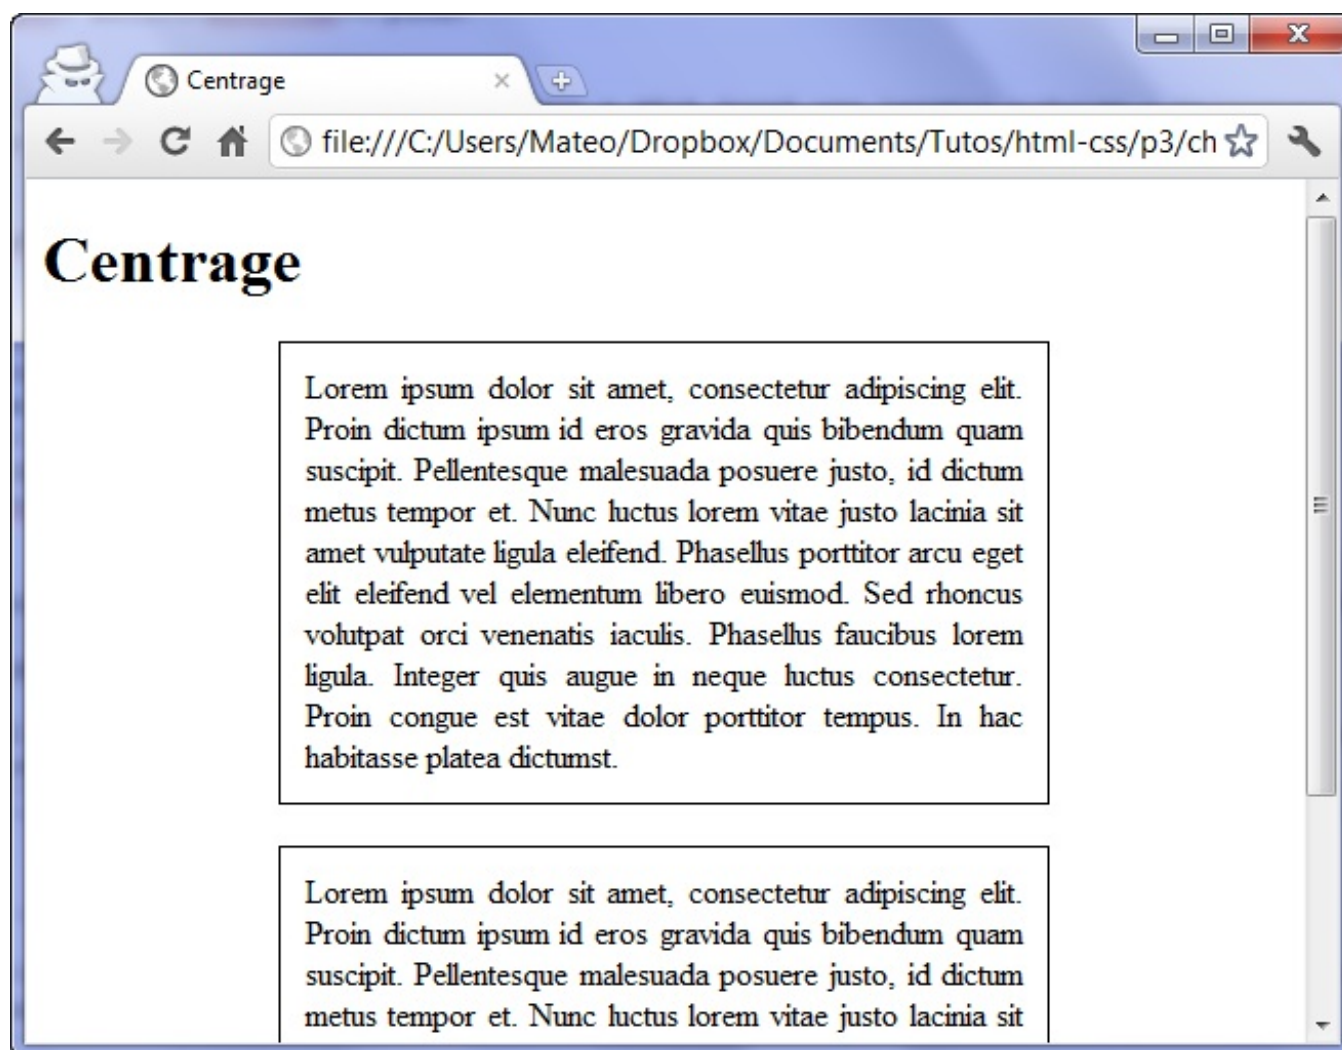 Centrage
file:///C:/Users/Mateo/Dropbox/Documents/Tutos/html-css/p3/ch
Centrage
Lorem ipsum dolor sit amet, consectetur adipiscing elit.
Proin dictum ipsum id eros gravida quis bibendum quam
suscipit. Pellentesque malesuada posuere justo, id dictum
metus tempor et. Nunc luctus lorem vitae justo lacinia sit
amet vulputate ligula eleifend. Phasellus porttitor arcu eget
elit eleifend vel elementum libero euismod. Sed rhoncus
volutpat orci venenatis iaculis. Phasellus faucibus lorem
ligula. Integer quis augue in neque luctus consectetur.
Proin congue est vitae dolor porttitor tempus. In hac
habitasse platea dictumst.
Lorem ipsum dolor sit amet, consectetur adipiscing elit.
Proin dictum ipsum id eros gravida quis bibendum quam
suscipit. Pellentesque malesuada posuere justo, id dictum
metus tempor et. Nunc luctus lorem vitae justo lacinia sit